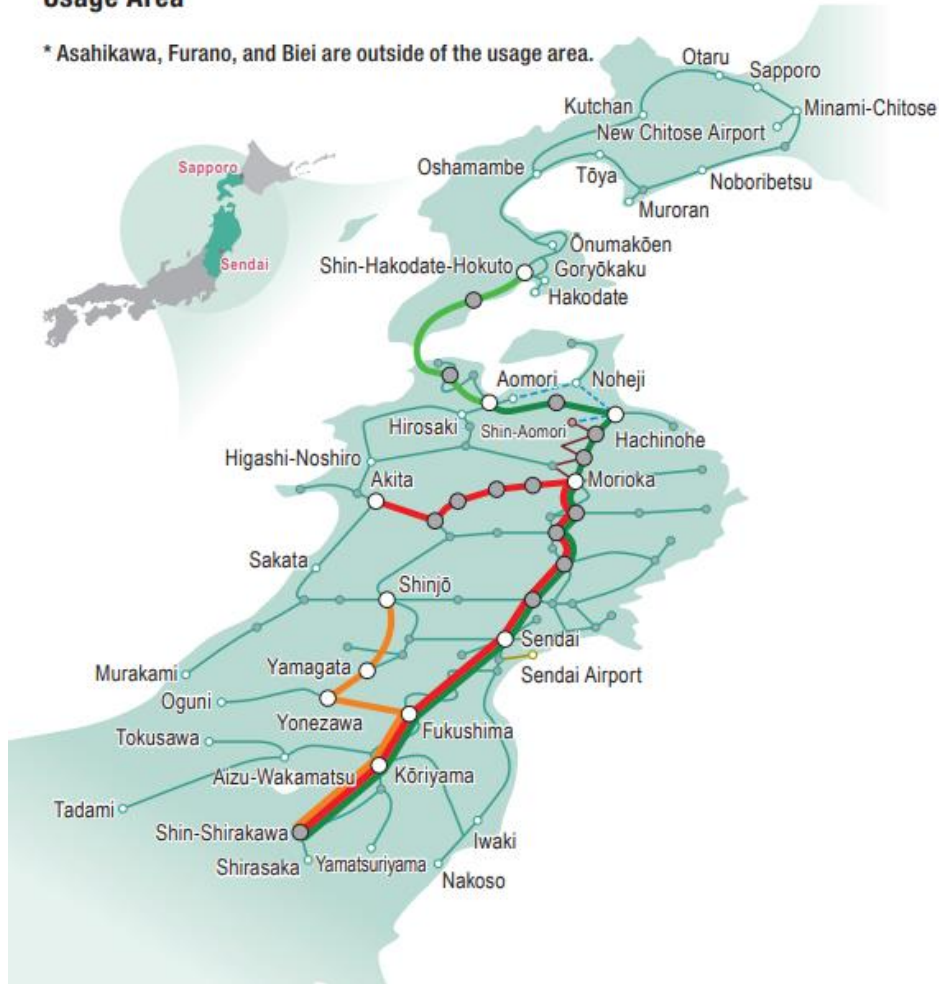 Usage Area
* Asahikawa, Furano, and Biei are outside of the usage area.
Otaru
Sapporo
Kutchan
Minami-Chitose
New Chitose Airport
Sapporo
Oshamambe
Tōya
Noboribetsu
Muroran
Ōnumakōen
Sendai
Shin-Hakodate-Hokuto
Goryōkaku
Hakodate
Aomori
Noheji
Hirosaki
Shin-Aomori
Hachinohe
Higashi-Noshiro
Akita
Morioka
Sakata
Shinjō
Sendai
Murakami
Yamagata
Sendai Airport
Oguni
Yonezawa
Fukushima
Tokusawa
Aizu-Wakamatsu
Kōriyama
Tadami
Shin-Shirakawa
Iwaki
Shirasaka
Yamatsuriyama
Nakoso